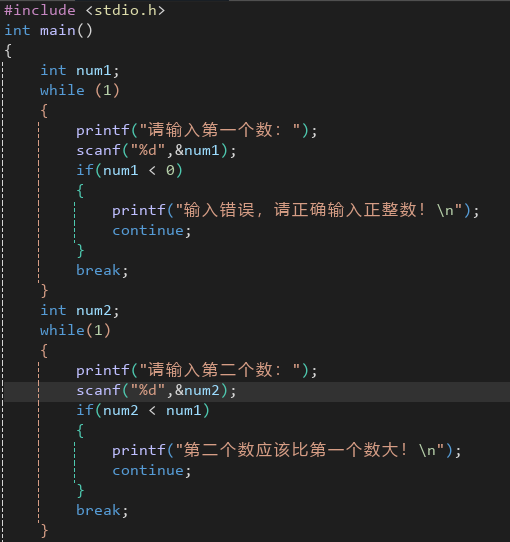 #include <stdio.h>
int main()
{
    int num1;
    while (1)
    {
        printf("请输入第一个数：");
        scanf("%d",&num1);
        if(num1 < 0)
        {
            printf("输入错误，请正确输入正整数！\n");
            continue;
        }
        break;
    }
    int num2;
    while(1)
    {
        printf("请输入第二个数：");
        scanf("%d",&num2);
        if(num2 < num1)
        {
            printf("第二个数应该比第一个数大！\n");
            continue;
        }
        break;
    }